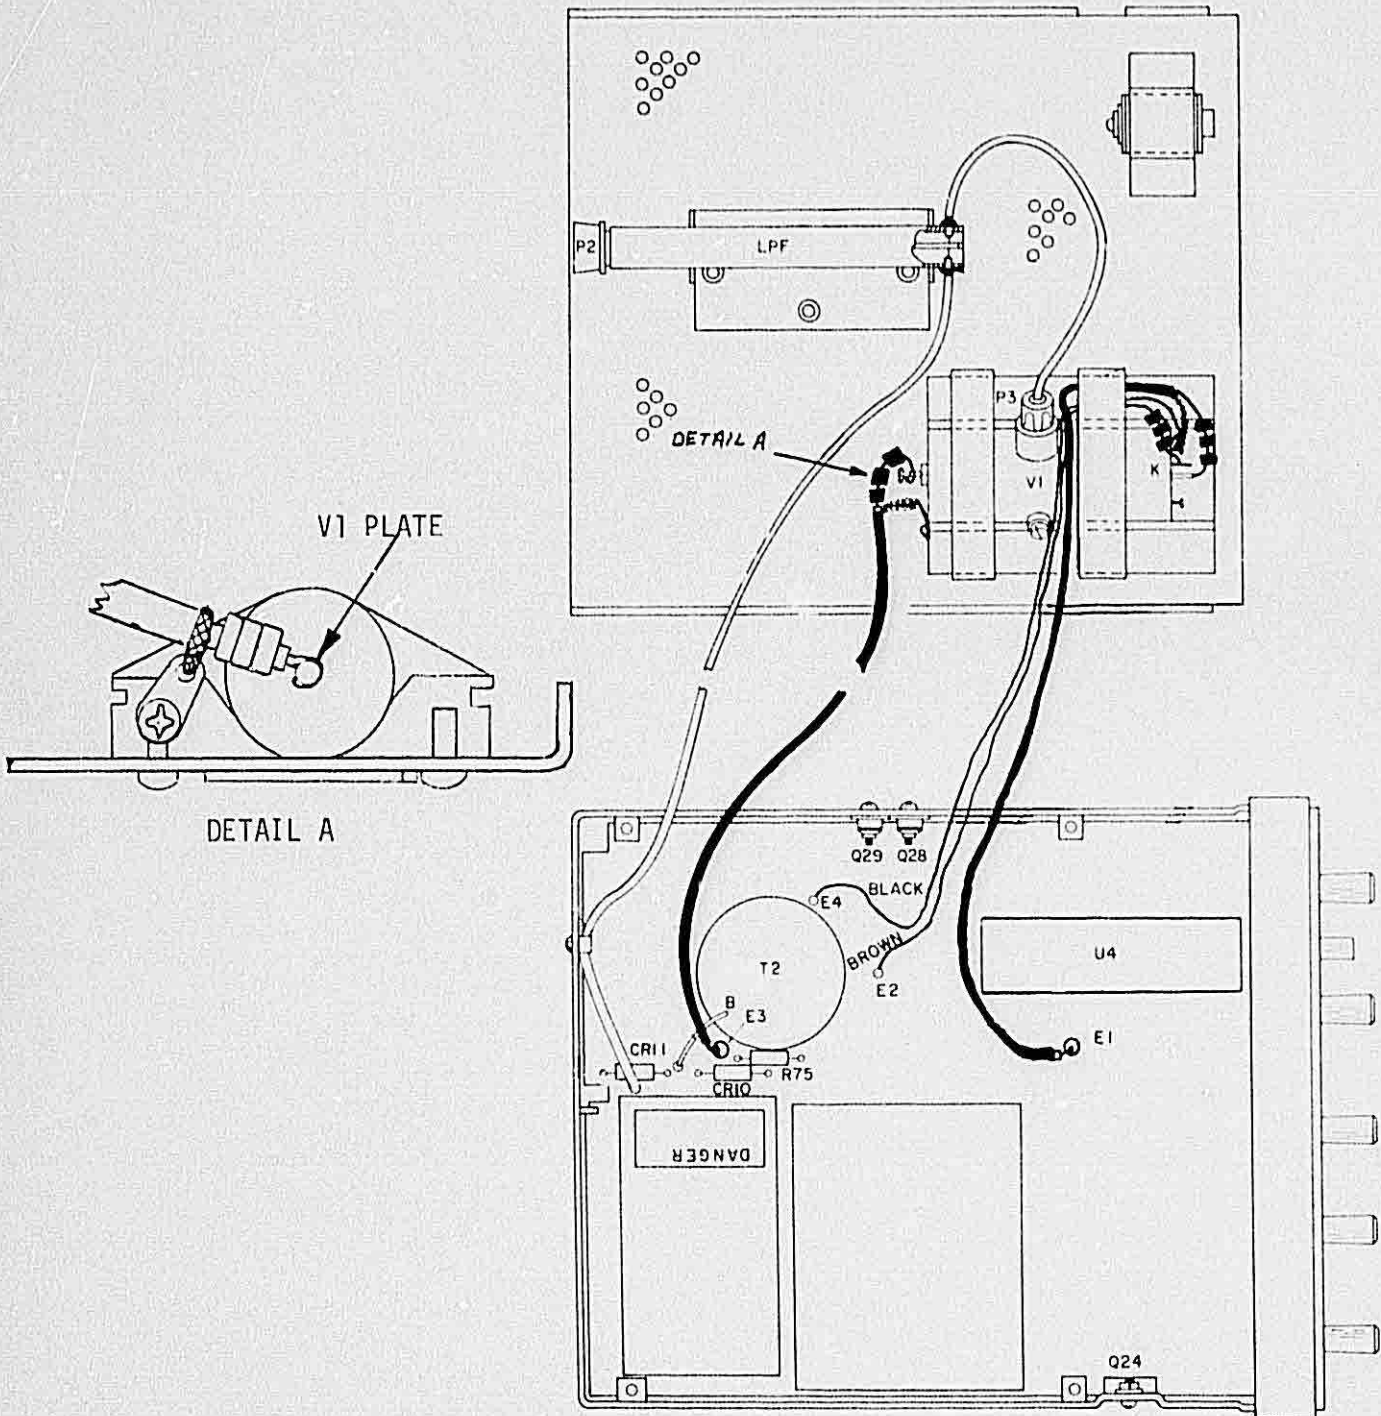 P2
LPF
P3
DETAIL A
V1
K
V1 PLATE
DETAIL A
Q29
Q28
BLACK
E4
BROWN
T2
E2
U4
B
E3
E1
CR11
R75
CR10
DANGER
Q24